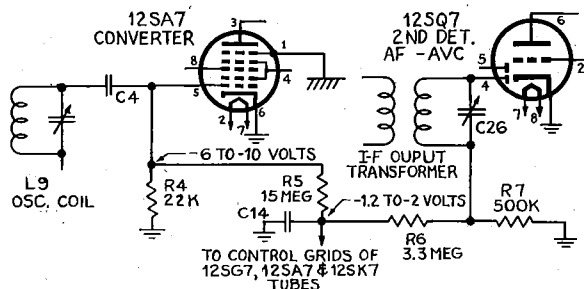 12SA7
CONVERTER
3
1
8
4
5
2
7
6
C4
L9
OSC. COIL
-6 TO-10 VOLTS
R4
22K
R5
15 MEG
C14
-1.2 TO-2 VOLTS
TO CONTROL GRIDS OF
12SG7, 12SA7 & 12SK7
TUBES
R6
3.3 MEG
R7
500K
I-F OUPUT
TRANSFORMER
C26
12SQ7
2ND DET.
AF -AVC
6
5
4
2
7
8